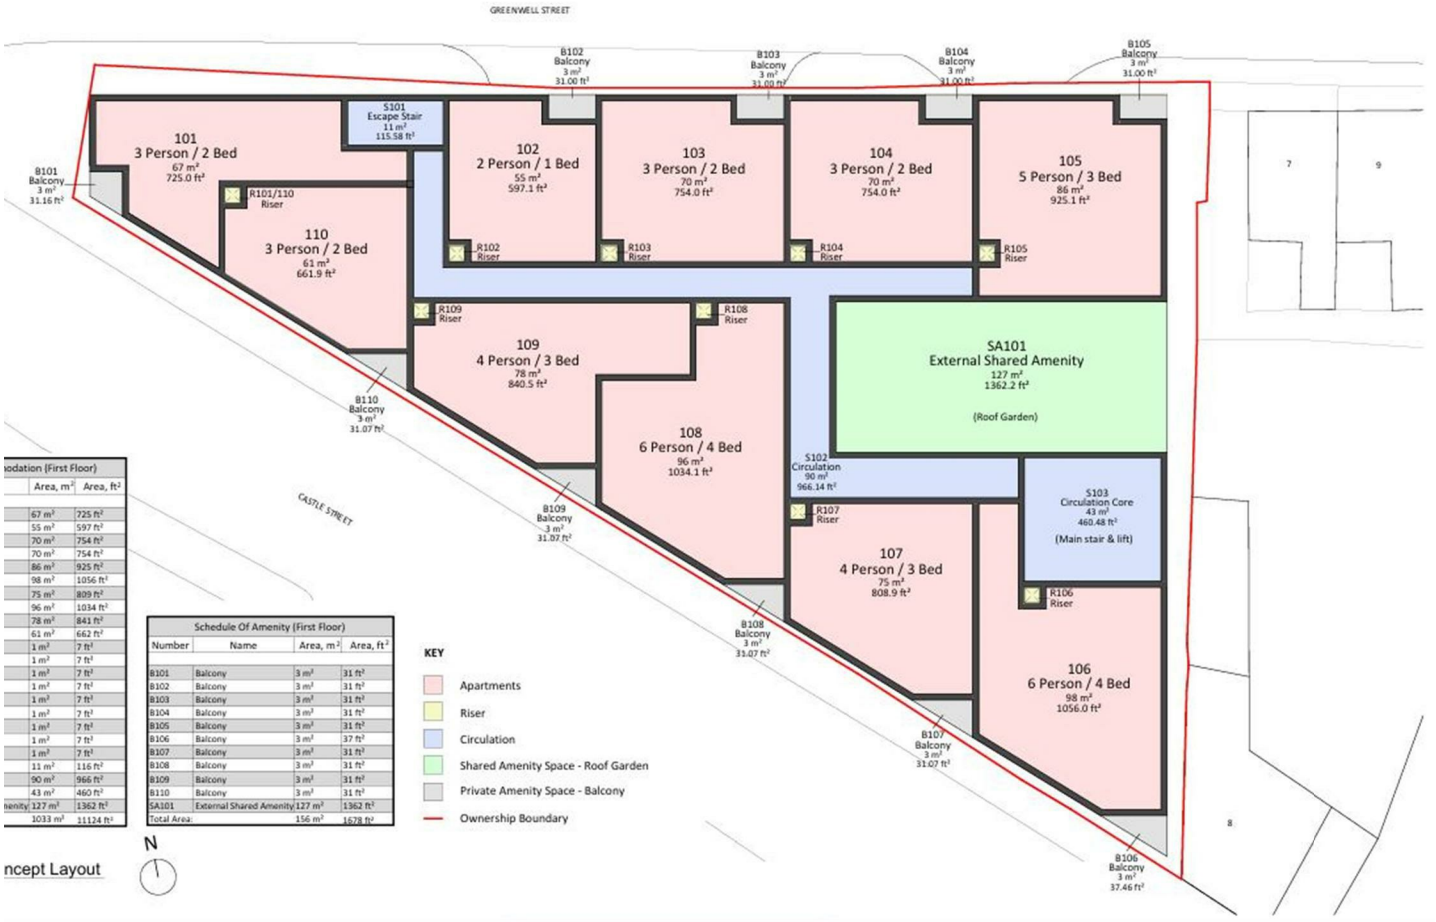 GREENWELL STREET
B102
Balcony
3 m²
31.00 ft²
B103
Balcony
3 m²
31.00 ft²
B104
Balcony
3 m²
31.00 ft²
B105
Balcony
3 m²
31.00 ft²
101
3 Person / 2 Bed
67 m²
725.0 ft²
S101
Escape Stair
11 m²
115.58 ft²
102
2 Person / 1 Bed
55 m²
597.1 ft²
103
3 Person / 2 Bed
70 m²
754.0 ft²
104
3 Person / 2 Bed
70 m²
754.0 ft²
105
5 Person / 3 Bed
86 m²
925.1 ft²
7
9
B101
Balcony
3 m²
31.16 ft²
R101/110
Riser
110
3 Person / 2 Bed
61 m²
661.9 ft²
R102
Riser
R103
Riser
R104
Riser
R105
Riser
R109
Riser
R108
Riser
109
4 Person / 3 Bed
78 m²
840.5 ft²
SA101
External Shared Amenity
127 m²
1362.2 ft²
(Roof Garden)
B110
Balcony
3 m²
31.07 ft²
108
6 Person / 4 Bed
96 m²
1034.1 ft²
S102
Circulation
90 m²
966.14 ft²
S103
Circulation Core
43 m²
460.48 ft²
(Main stair & lift)
CASTLE STREET
B109
Balcony
3 m²
31.07 ft²
R107
Riser
107
4 Person / 3 Bed
75 m²
808.9 ft²
R106
Riser
B108
Balcony
3 m²
31.07 ft²
106
6 Person / 4 Bed
98 m²
1056.0 ft²
B107
Balcony
3 m²
31.07 ft²
8
B106
Balcony
3 m²
37.46 ft²
odation (First Floor)
Area, m² Area, ft²
67 m² 725 ft²
55 m² 597 ft²
70 m² 754 ft²
70 m² 754 ft²
86 m² 925 ft²
98 m² 1056 ft²
75 m² 809 ft²
96 m² 1034 ft²
78 m² 841 ft²
61 m² 662 ft²
1 m² 7 ft²
1 m² 7 ft²
1 m² 7 ft²
1 m² 7 ft²
1 m² 7 ft²
1 m² 7 ft²
1 m² 7 ft²
1 m² 7 ft²
1 m² 7 ft²
11 m² 116 ft²
90 m² 966 ft²
43 m² 460 ft²
menity 127 m² 1362 ft²
1033 m² 11124 ft²
Schedule Of Amenity (First Floor)
Number Name Area, m² Area, ft²
B101 Balcony 3 m² 31 ft²
B102 Balcony 3 m² 31 ft²
B103 Balcony 3 m² 31 ft²
B104 Balcony 3 m² 31 ft²
B105 Balcony 3 m² 31 ft²
B106 Balcony 3 m² 37 ft²
B107 Balcony 3 m² 31 ft²
B108 Balcony 3 m² 31 ft²
B109 Balcony 3 m² 31 ft²
B110 Balcony 3 m² 31 ft²
SA101 External Shared Amenity 127 m² 1362 ft²
Total Area: 156 m² 1678 ft²
KEY
Apartments
Riser
Circulation
Shared Amenity Space - Roof Garden
Private Amenity Space - Balcony
Ownership Boundary
N
ncept Layout